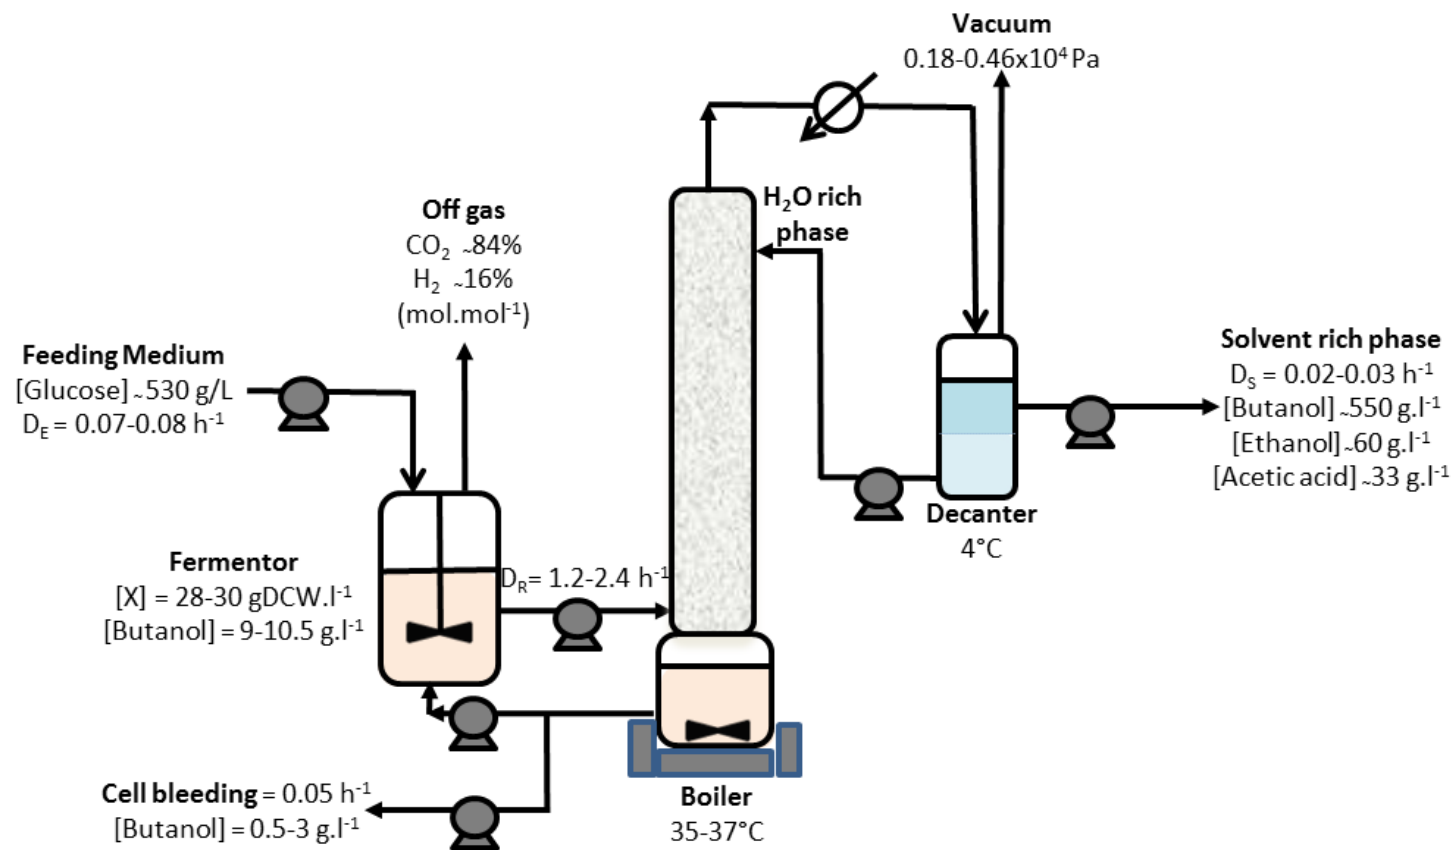 Vacuum
0.18-0.46x10⁴ Pa
H₂O rich
phase
Off gas
CO₂ ~84%
H₂ ~16%
(mol.mol⁻¹)
Feeding Medium
[Glucose] ~530 g/L
D_E = 0.07-0.08 h⁻¹
Solvent rich phase
D_S = 0.02-0.03 h⁻¹
[Butanol] ~550 g.l⁻¹
[Ethanol] ~60 g.l⁻¹
[Acetic acid] ~33 g.l⁻¹
Decanter
4°C
Fermentor
[X] = 28-30 gDCW.l⁻¹
[Butanol] = 9-10.5 g.l⁻¹
D_R= 1.2-2.4 h⁻¹
Cell bleeding = 0.05 h⁻¹
[Butanol] = 0.5-3 g.l⁻¹
Boiler
35-37°C